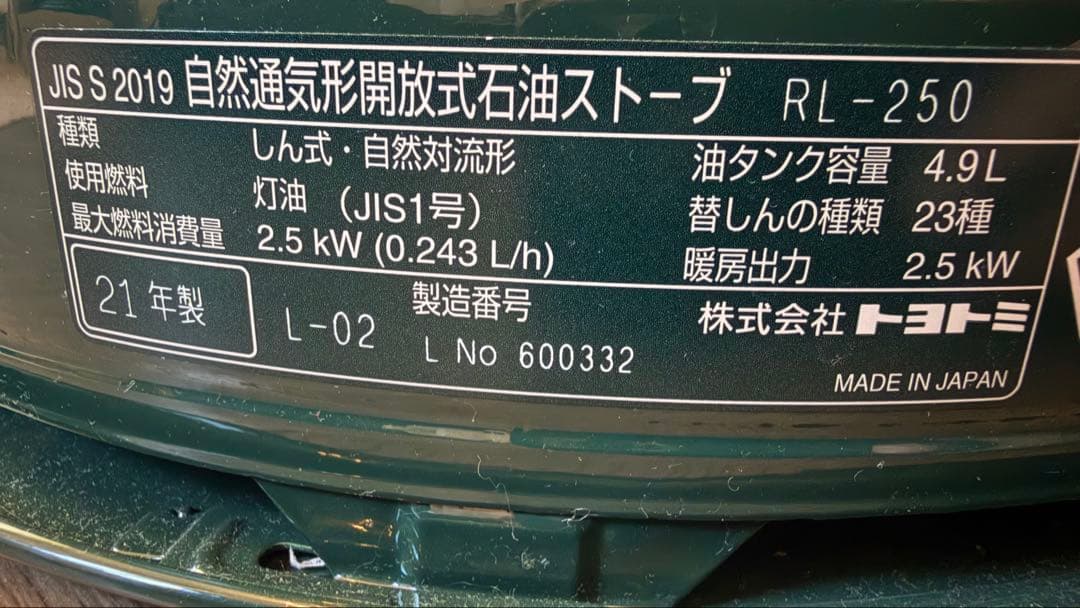 JIS S 2019 自然通気形開放式石油ストーブ RL-250
種類 しん式・自然対流形
使用燃料 灯油 (JIS1号)
最大燃料消費量 2.5 kW (0.243 L/h)
油タンク容量 4.9 L
替しんの種類 23種
暖房出力 2.5 kW
21年製
L-02
製造番号
L No 600332
株式会社トヨトミ
MADE IN JAPAN